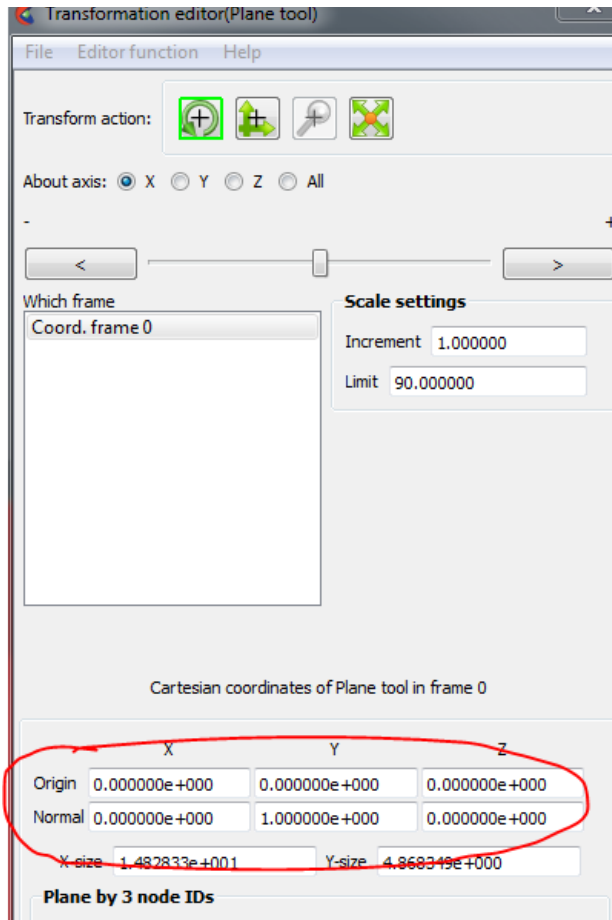 Transformation editor(Plane tool)
File Editor function Help
Transform action:
About axis: X Y Z All
- +
< >
Which frame Scale settings
Coord. frame 0
Increment 1.000000
Limit 90.000000
Cartesian coordinates of Plane tool in frame 0
X Y Z
Origin 0.000000e+000 0.000000e+000 0.000000e+000
Normal 0.000000e+000 1.000000e+000 0.000000e+000
X-size 1.482833e+001 Y-size 4.868349e+000
Plane by 3 node IDs